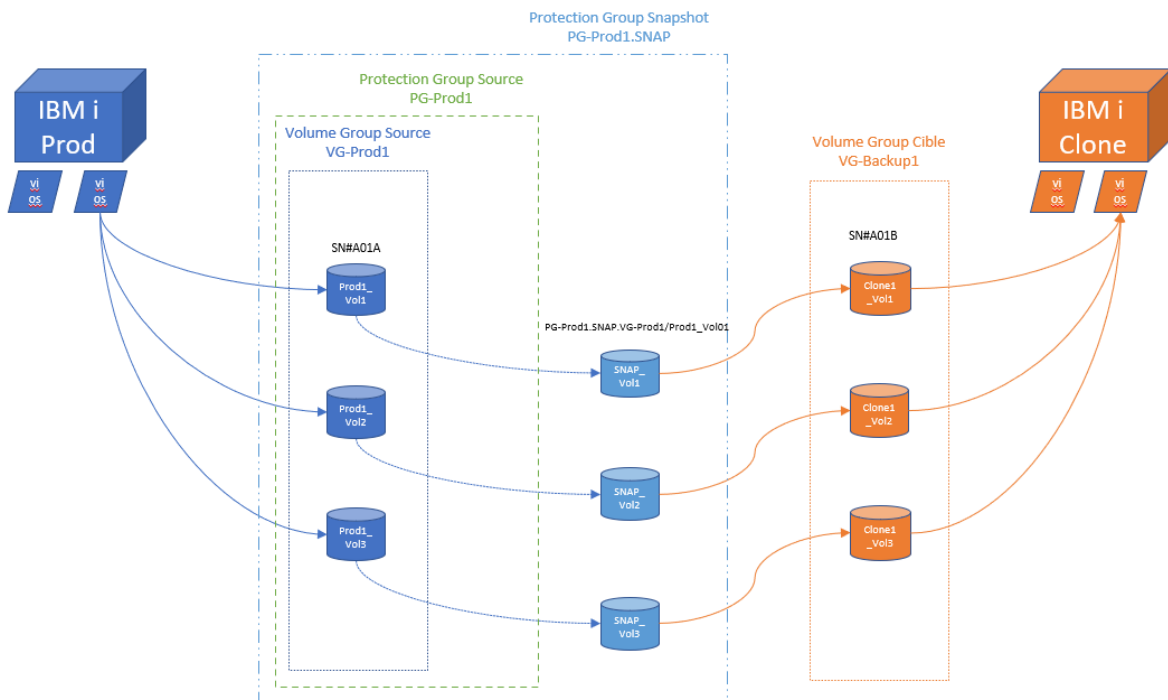 Protection Group Snapshot
PG-Prod1.SNAP
Protection Group Source
PG-Prod1
Volume Group Source
VG-Prod1
Volume Group Cible
VG-Backup1
IBM i
Prod
vi
os
vi
os
IBM i
Clone
vi
os
vi
os
SN#A01A
Prod1_
Vol1
Prod1_
Vol2
Prod1_
Vol3
PG-Prod1.SNAP.VG-Prod1/Prod1_Vol01
SNAP_
Vol1
SNAP_
Vol2
SNAP_
Vol3
SN#A01B
Clone1
_Vol1
Clone1
_Vol2
Clone1
_Vol3